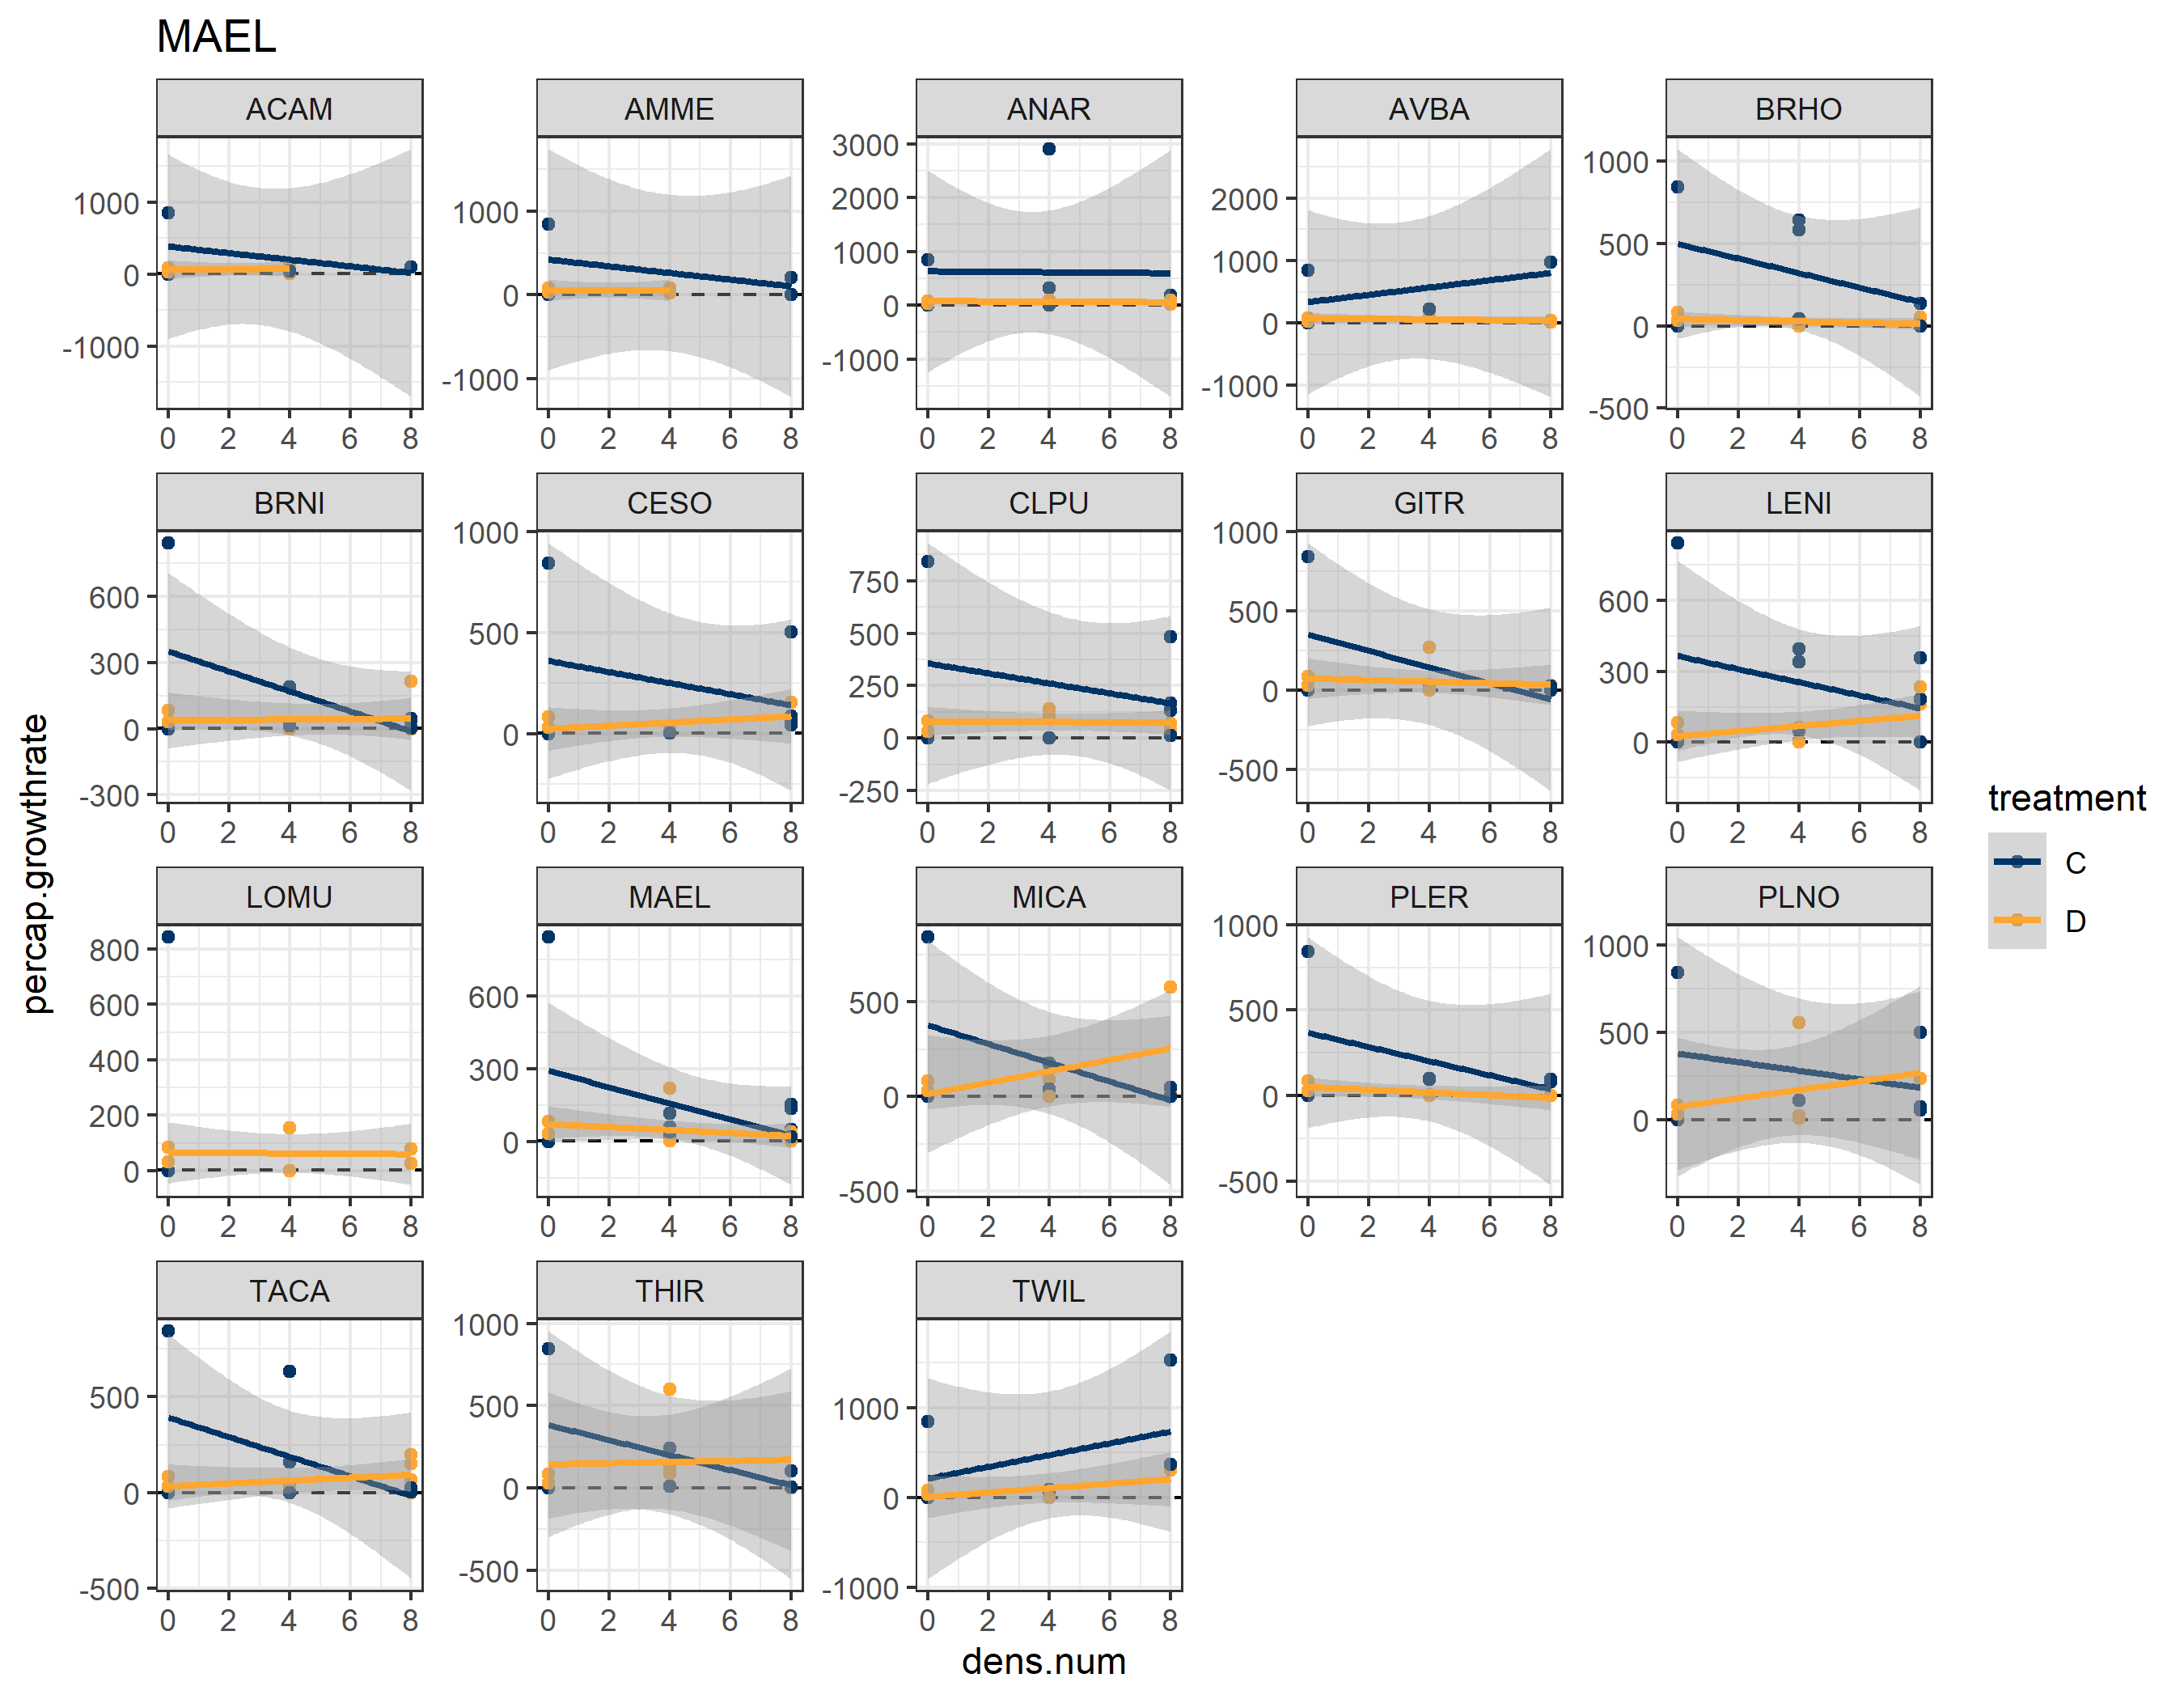 MAEL
ACAM AMME ANAR AVBA BRHO
1000 0 -1000
1000 0 -1000
3000 2000 1000 0 -1000
2000 1000 0 -1000
1000 500 0 -500
0 2 4 6 8 0 2 4 6 8 0 2 4 6 8 0 2 4 6 8 0 2 4 6 8
BRNI CESO CLPU GITR LENI
600 300 0 -300
1000 500 0
750 500 250 0 -250
1000 500 0 -500
600 300 0
0 2 4 6 8 0 2 4 6 8 0 2 4 6 8 0 2 4 6 8 0 2 4 6 8
LOMU MAEL MICA PLER PLNO
800 600 400 200 0
600 300 0
500 0 -500
1000 500 0 -500
1000 500 0
0 2 4 6 8 0 2 4 6 8 0 2 4 6 8 0 2 4 6 8 0 2 4 6 8
TACA THIR TWIL
500 0 -500
1000 500 0 -500
1000 0 -1000
0 2 4 6 8 0 2 4 6 8 0 2 4 6 8
percap.growthrate
dens.num
treatment
C
D